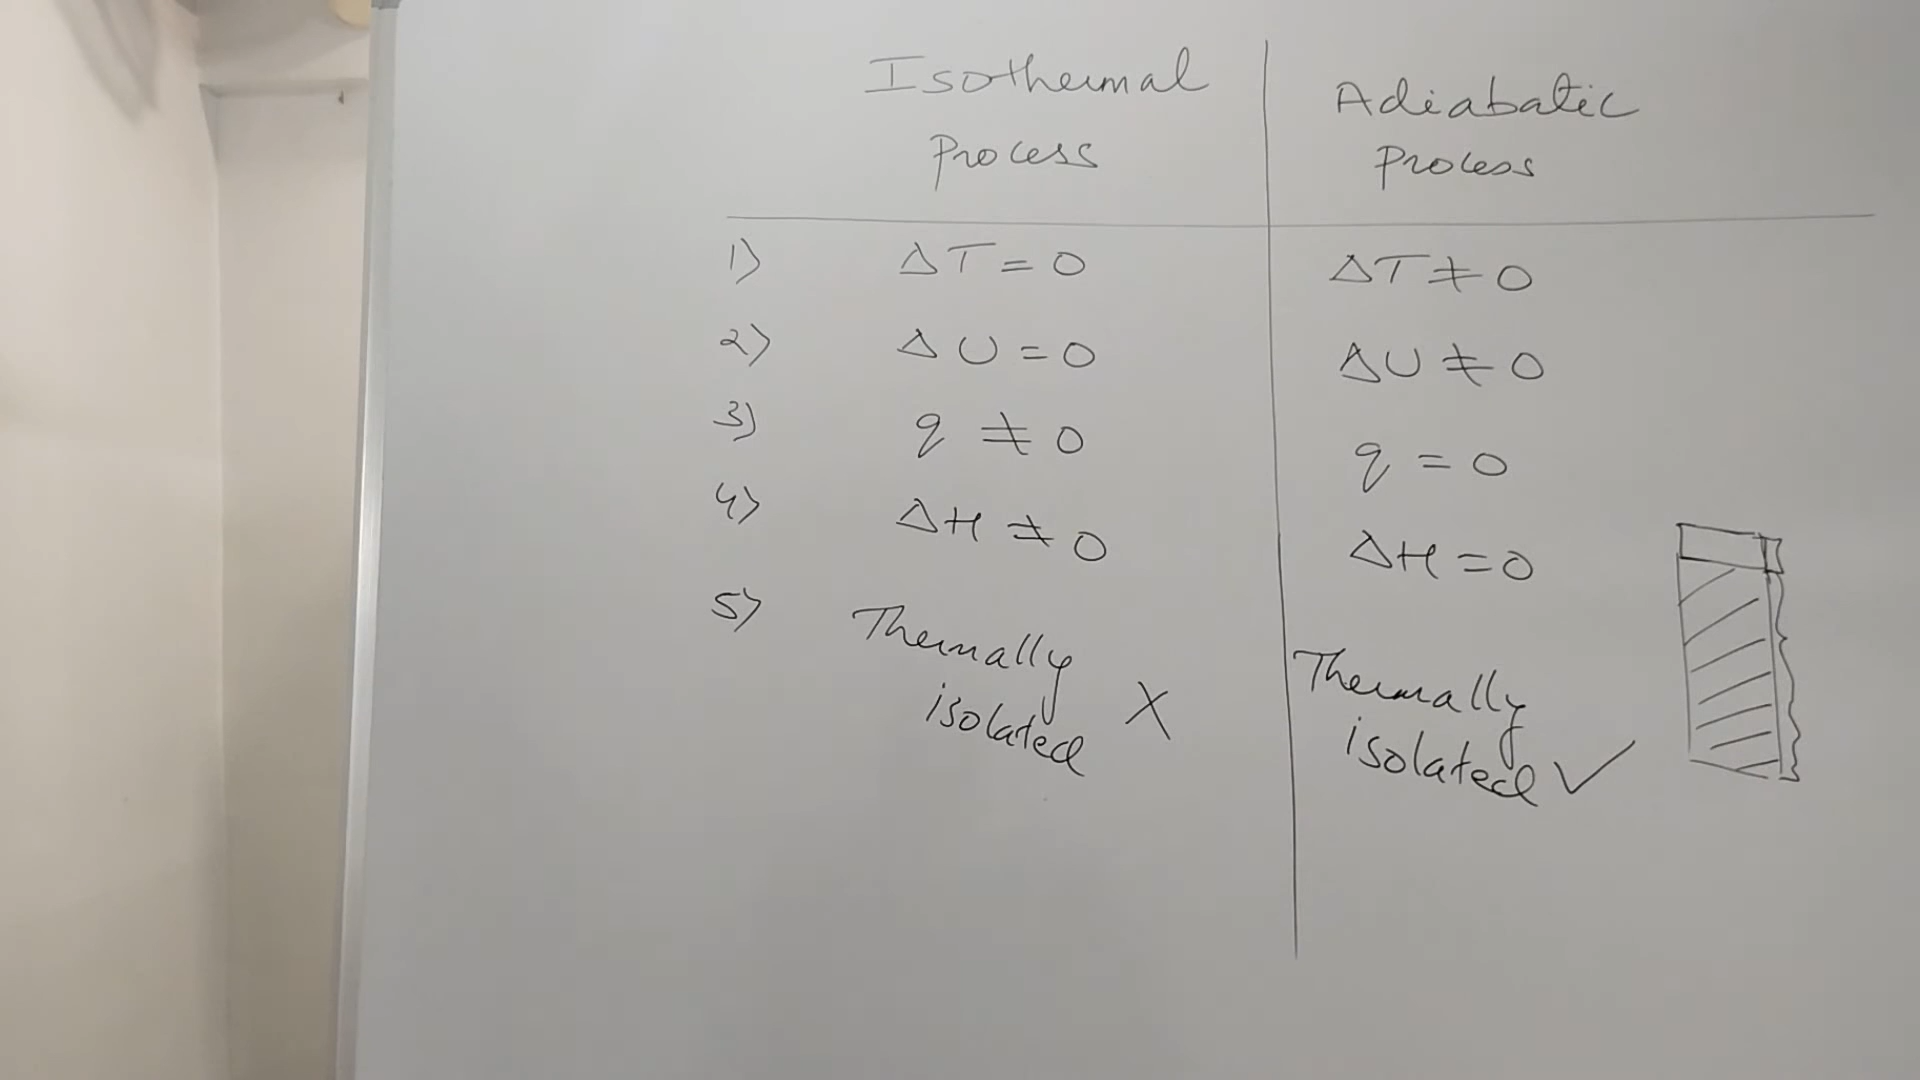 Isothermal
Process
Adiabatic
Process
1) ΔT = 0
ΔT ≠ 0
2) ΔU = 0
ΔU ≠ 0
3) q ≠ 0
q = 0
4) ΔH ≠ 0
ΔH = 0
5) Thermally
isolated X
Thermally
isolated ✓